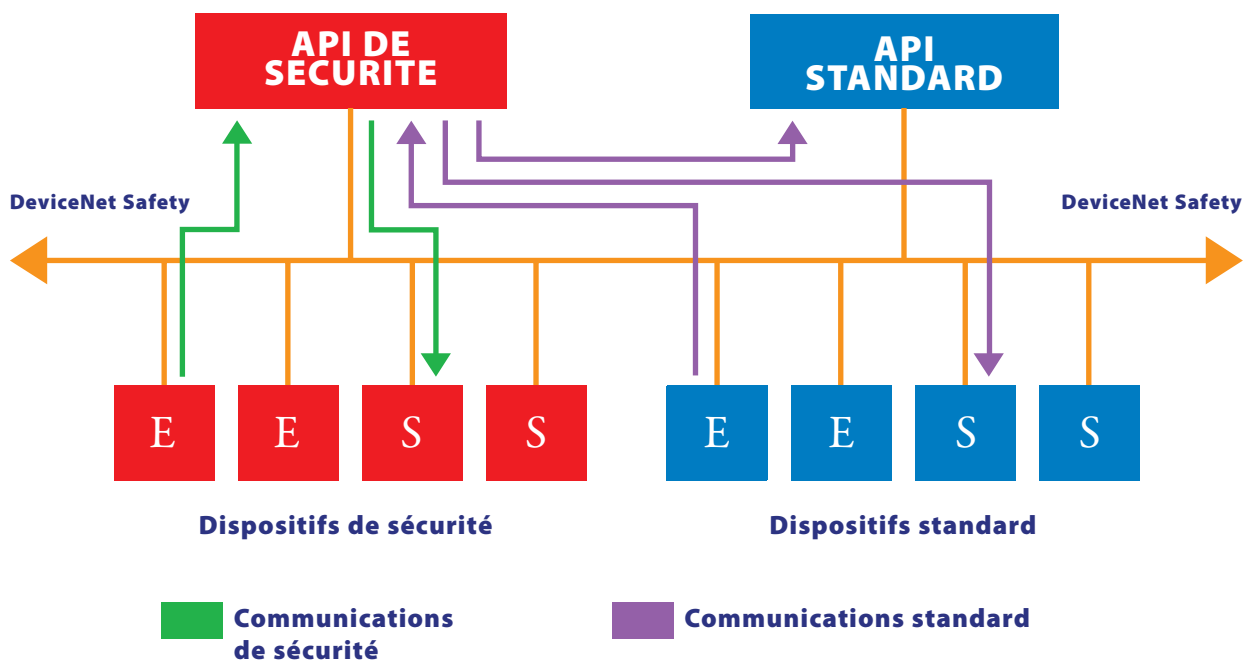 API DE
SECURITE
API
STANDARD
DeviceNet Safety
DeviceNet Safety
E
E
S
S
E
E
S
S
Dispositifs de sécurité
Dispositifs standard
Communications
de sécurité
Communications standard